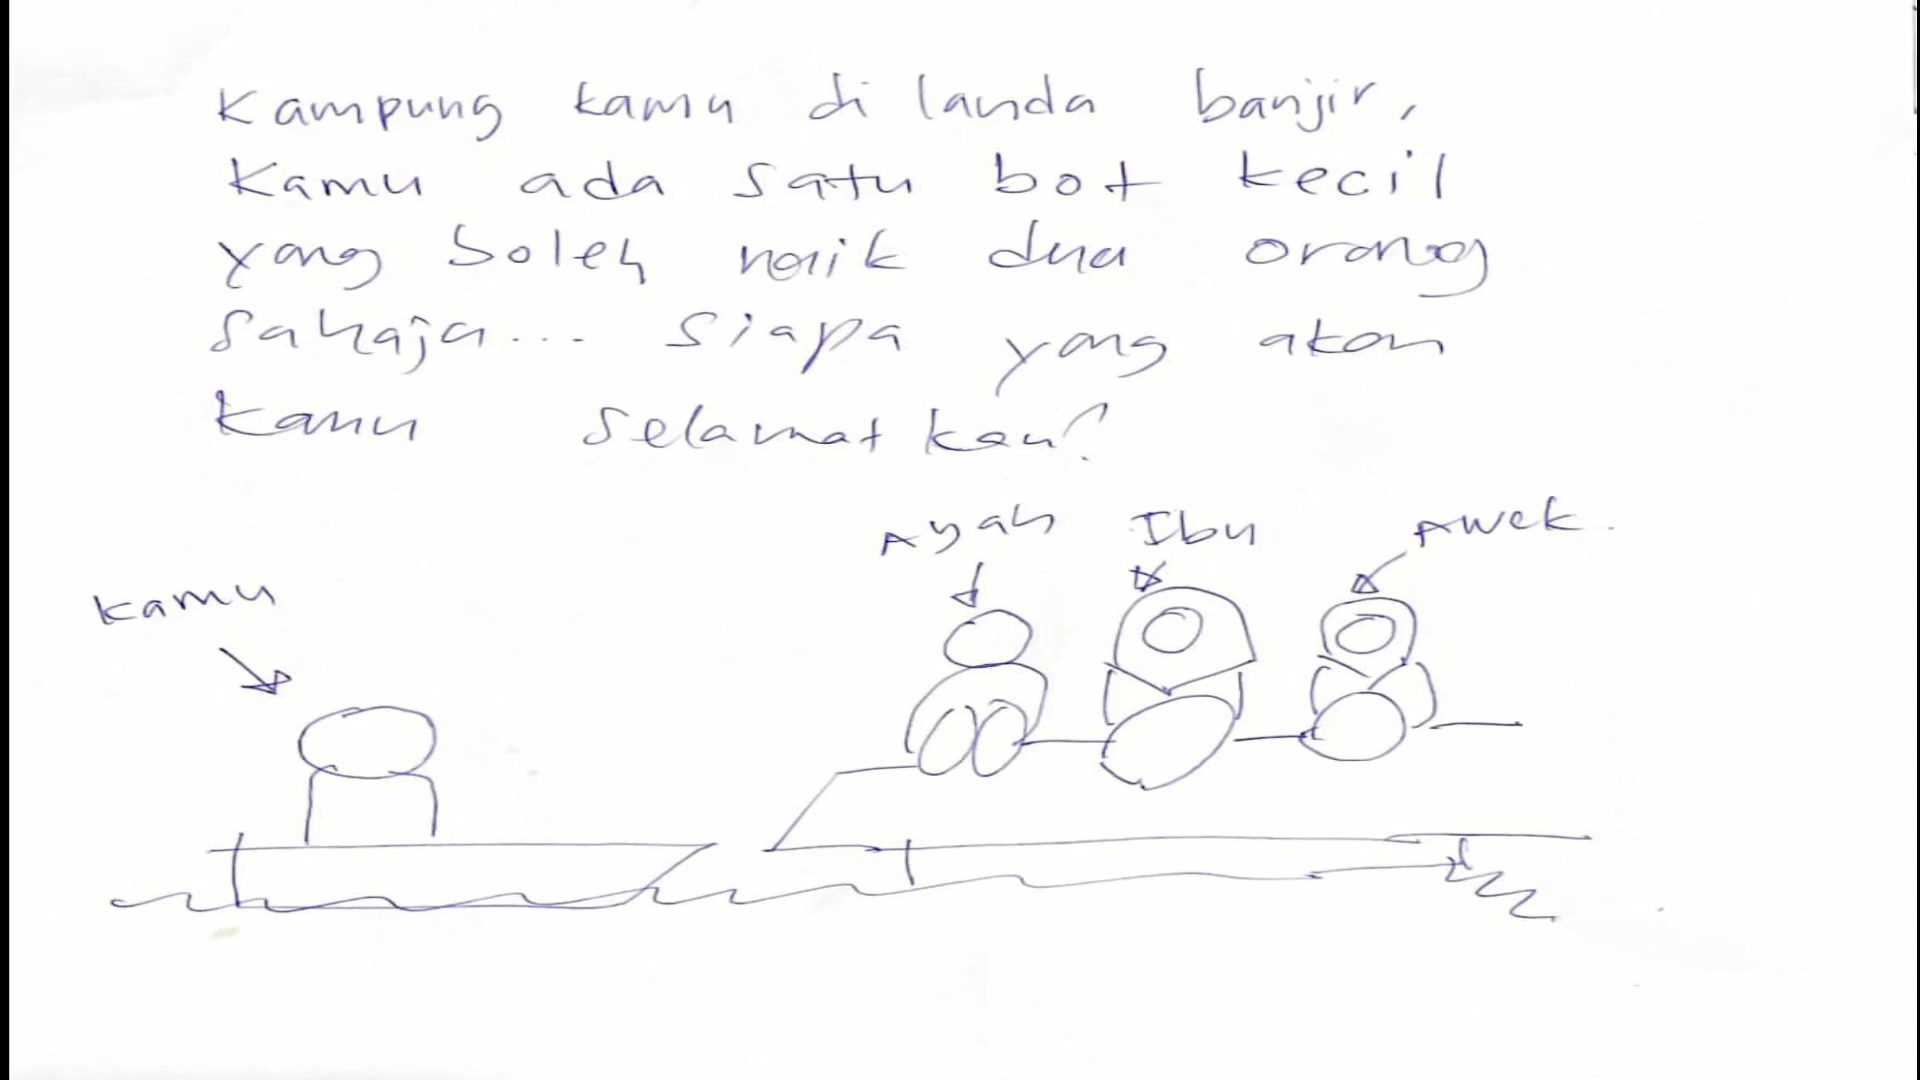 Kampung kamu di landa banjir,
Kamu ada satu bot kecil
yang boleh naik dua orang
sahaja... siapa yang akan
kamu selamatkan?
Ayah Ibu Awek.
Kamu